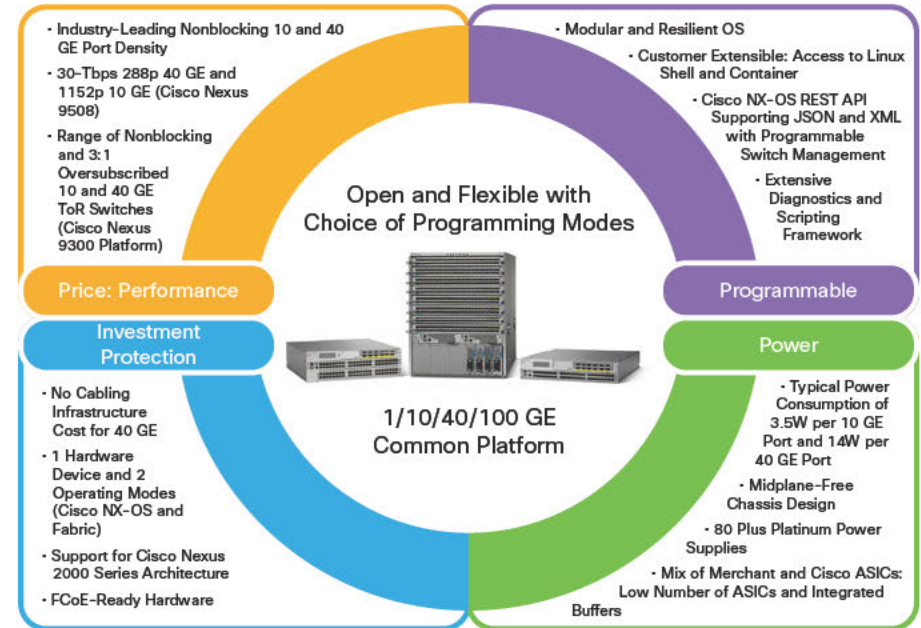 · Industry-Leading Nonblocking 10 and 40
GE Port Density
· 30-Tbps 288p 40 GE and
1152p 10 GE (Cisco Nexus
9508)
· Range of Nonblocking
and 3:1
Oversubscribed
10 and 40 GE
ToR Switches
(Cisco Nexus
9300 Platform)
Price: Performance
· Modular and Resilient OS
· Customer Extensible: Access to Linux
Shell and Container
· Cisco NX-OS REST API
Supporting JSON and XML
with Programmable
Switch Management
· Extensive
Diagnostics and
Scripting
Framework
Programmable
Open and Flexible with
Choice of Programming Modes
1/10/40/100 GE
Common Platform
Investment
Protection
· No Cabling
Infrastructure
Cost for 40 GE
· 1 Hardware
Device and 2
Operating Modes
(Cisco NX-OS and
Fabric)
· Support for Cisco Nexus
2000 Series Architecture
· FCoE-Ready Hardware
Power
· Typical Power
Consumption of
3.5W per 10 GE
Port and 14W per
40 GE Port
· Midplane-Free
Chassis Design
· 80 Plus Platinum Power
Supplies
· Mix of Merchant and Cisco ASICs:
Low Number of ASICs and Integrated
Buffers